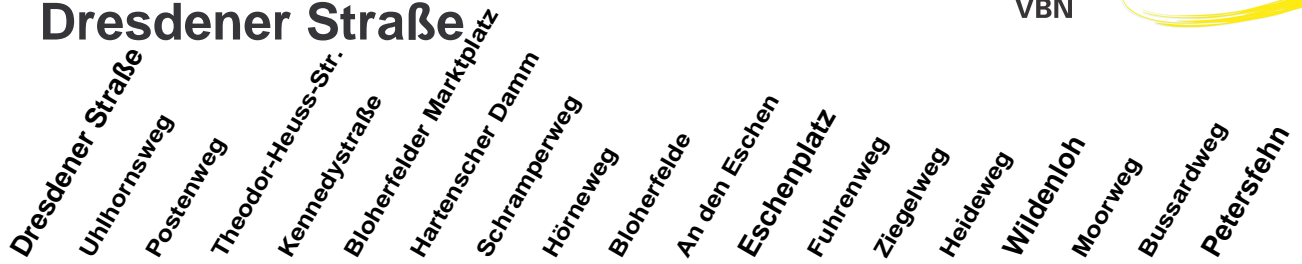 Dresdener Straße
VBN
Dresdener Straße
Uhlhornsweg
Postenweg
Theodor-Heuss-Str.
Kennedystraße
Bloherfelder Marktplatz
Hartenscher Damm
Schramperweg
Hörneweg
Bloherfelde
An den Eschen
Eschenplatz
Fuhrenweg
Ziegelweg
Heideweg
Wildenloh
Moorweg
Bussardweg
Petersfehn